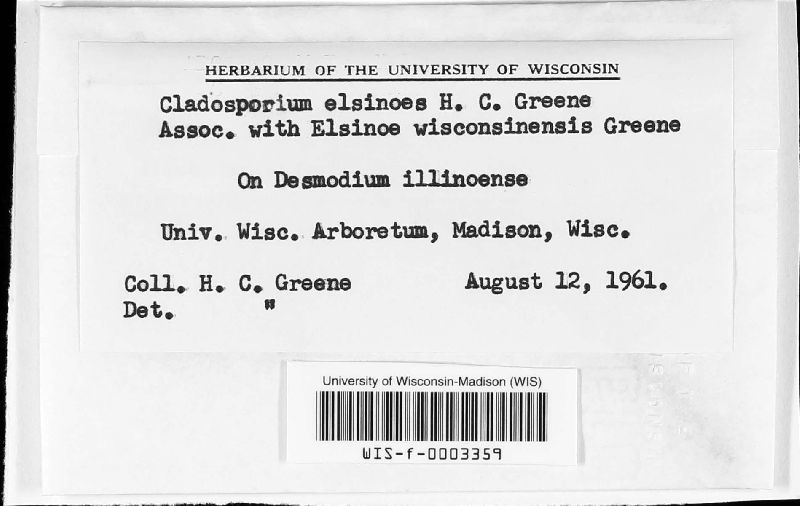 HERBARIUM OF THE UNIVERSITY OF WISCONSIN
Cladosporium elsinoes H. C. Greene
Assoc. with Elsinoe wisconsinensis Greene
On Desmodium illinoense
Univ. Wisc. Arboretum, Madison, Wisc.
Coll. H. C. Greene August 12, 1961.
Det. "
University of Wisconsin-Madison (WIS)
WIS-f-0003359